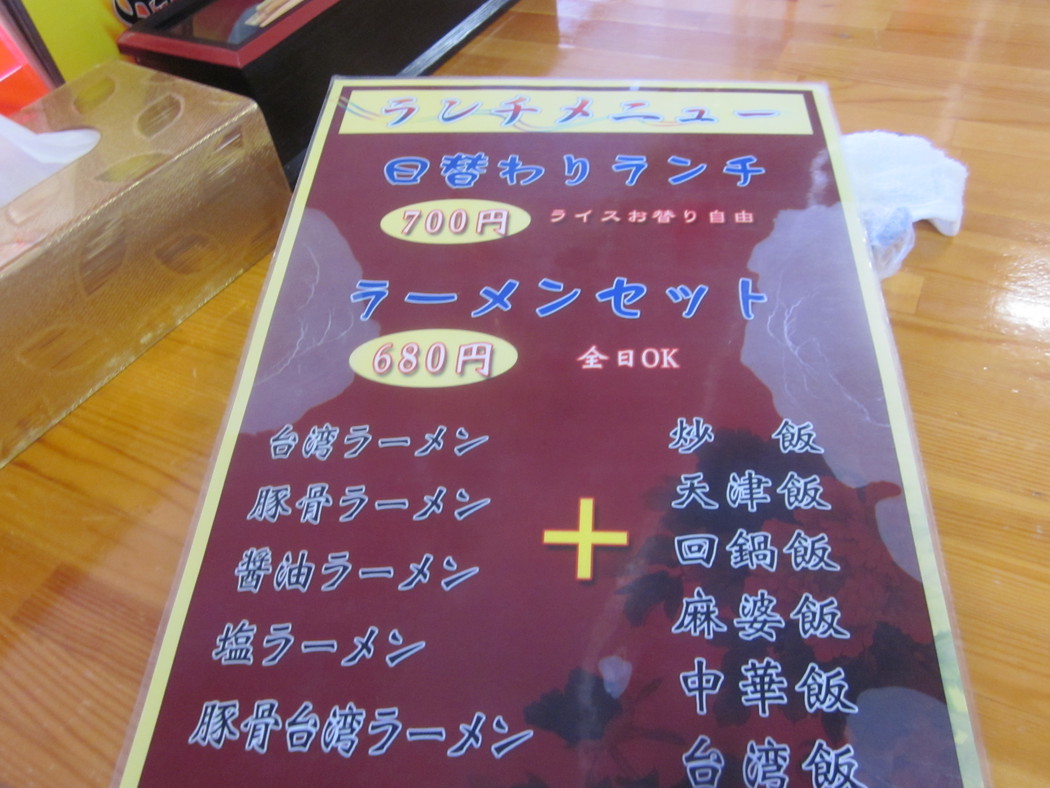 ランチメニュー
日替わりランチ
700円 ライスお替り自由
ラーメンセット
680円 全日OK
台湾ラーメン
豚骨ラーメン
醤油ラーメン
塩ラーメン
豚骨台湾ラーメン
+
炒飯
天津飯
回鍋飯
麻婆飯
中華飯
台湾飯